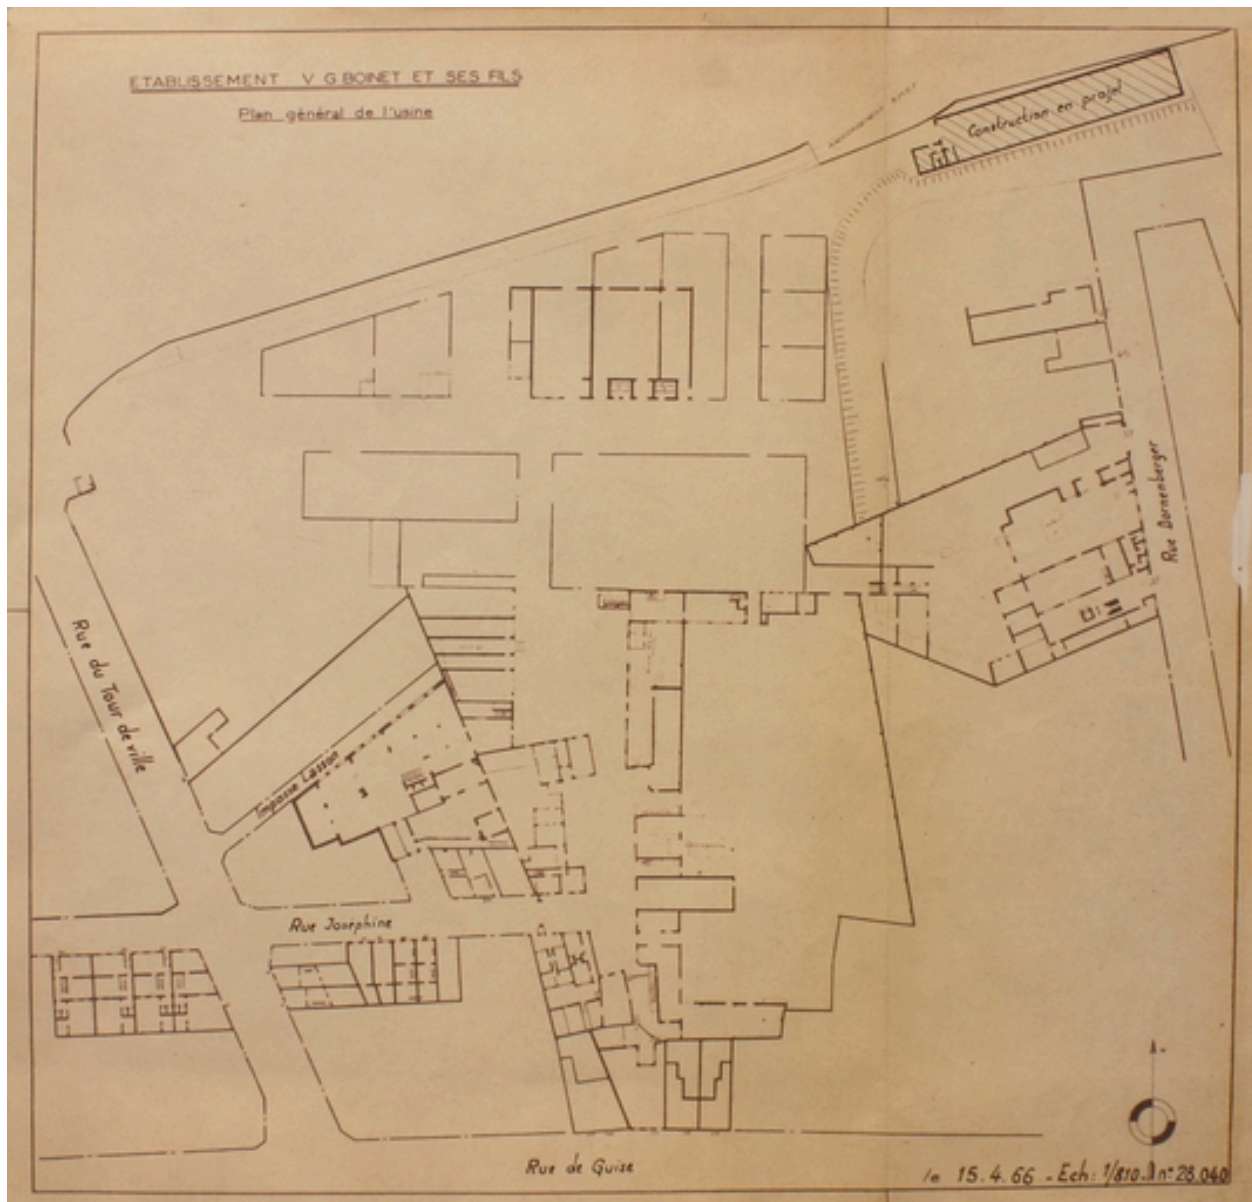 ETABLISSEMENT V G BOINET ET SES FILS
Plan général de l'usine
Construction en projet
Rue Dornenberger
Rue du Tour de ville
Impasse Lasson
Rue Joséphine
Rue de Guise
le 15.4.66 - Ech: 1/810. n° 28.040